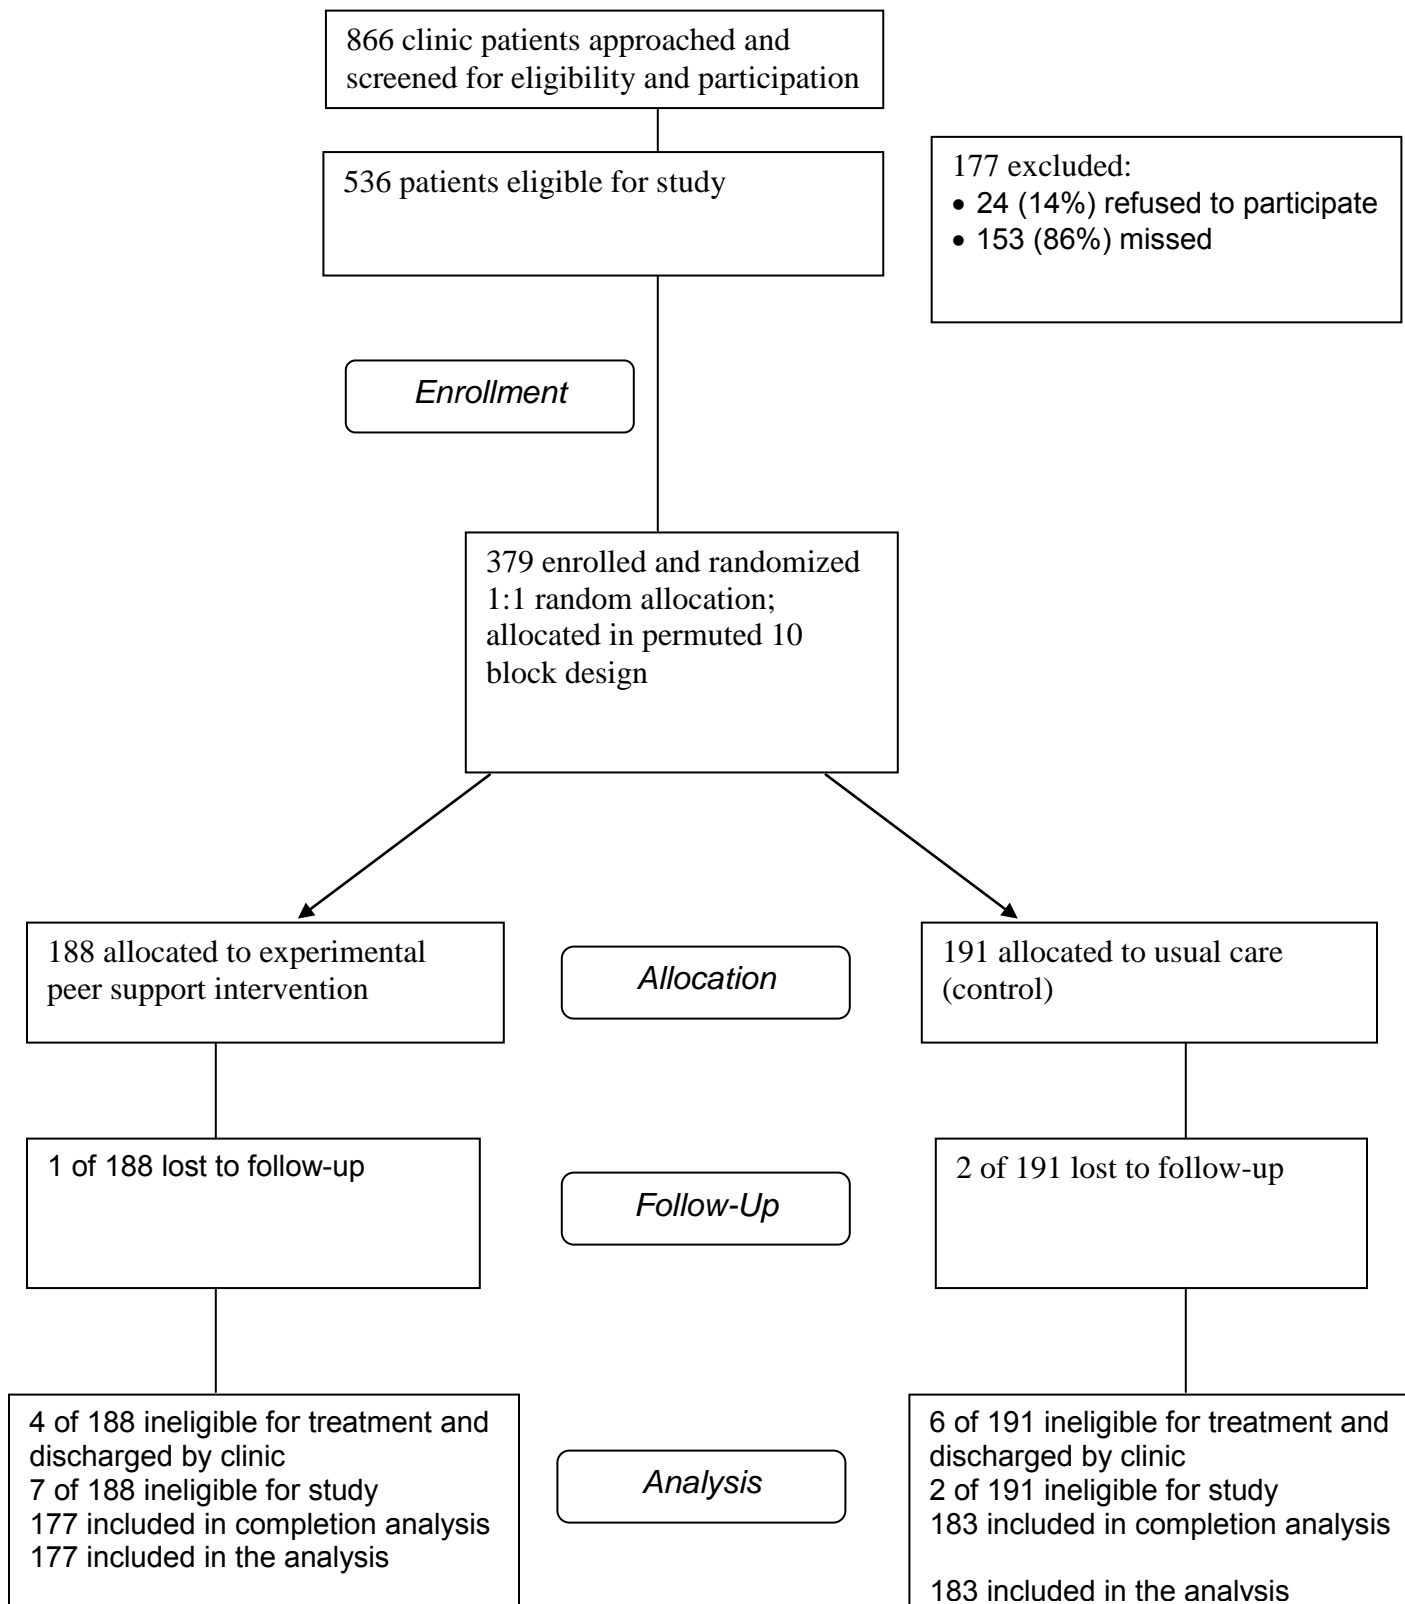 866 clinic patients approached and
screened for eligibility and participation
536 patients eligible for study
177 excluded:
• 24 (14%) refused to participate
• 153 (86%) missed
Enrollment
379 enrolled and randomized
1:1 random allocation;
allocated in permuted 10
block design
188 allocated to experimental
peer support intervention
Allocation
191 allocated to usual care
(control)
1 of 188 lost to follow-up
Follow-Up
2 of 191 lost to follow-up
4 of 188 ineligible for treatment and
discharged by clinic
7 of 188 ineligible for study
177 included in completion analysis
177 included in the analysis
Analysis
6 of 191 ineligible for treatment and
discharged by clinic
2 of 191 ineligible for study
183 included in completion analysis
183 included in the analysis